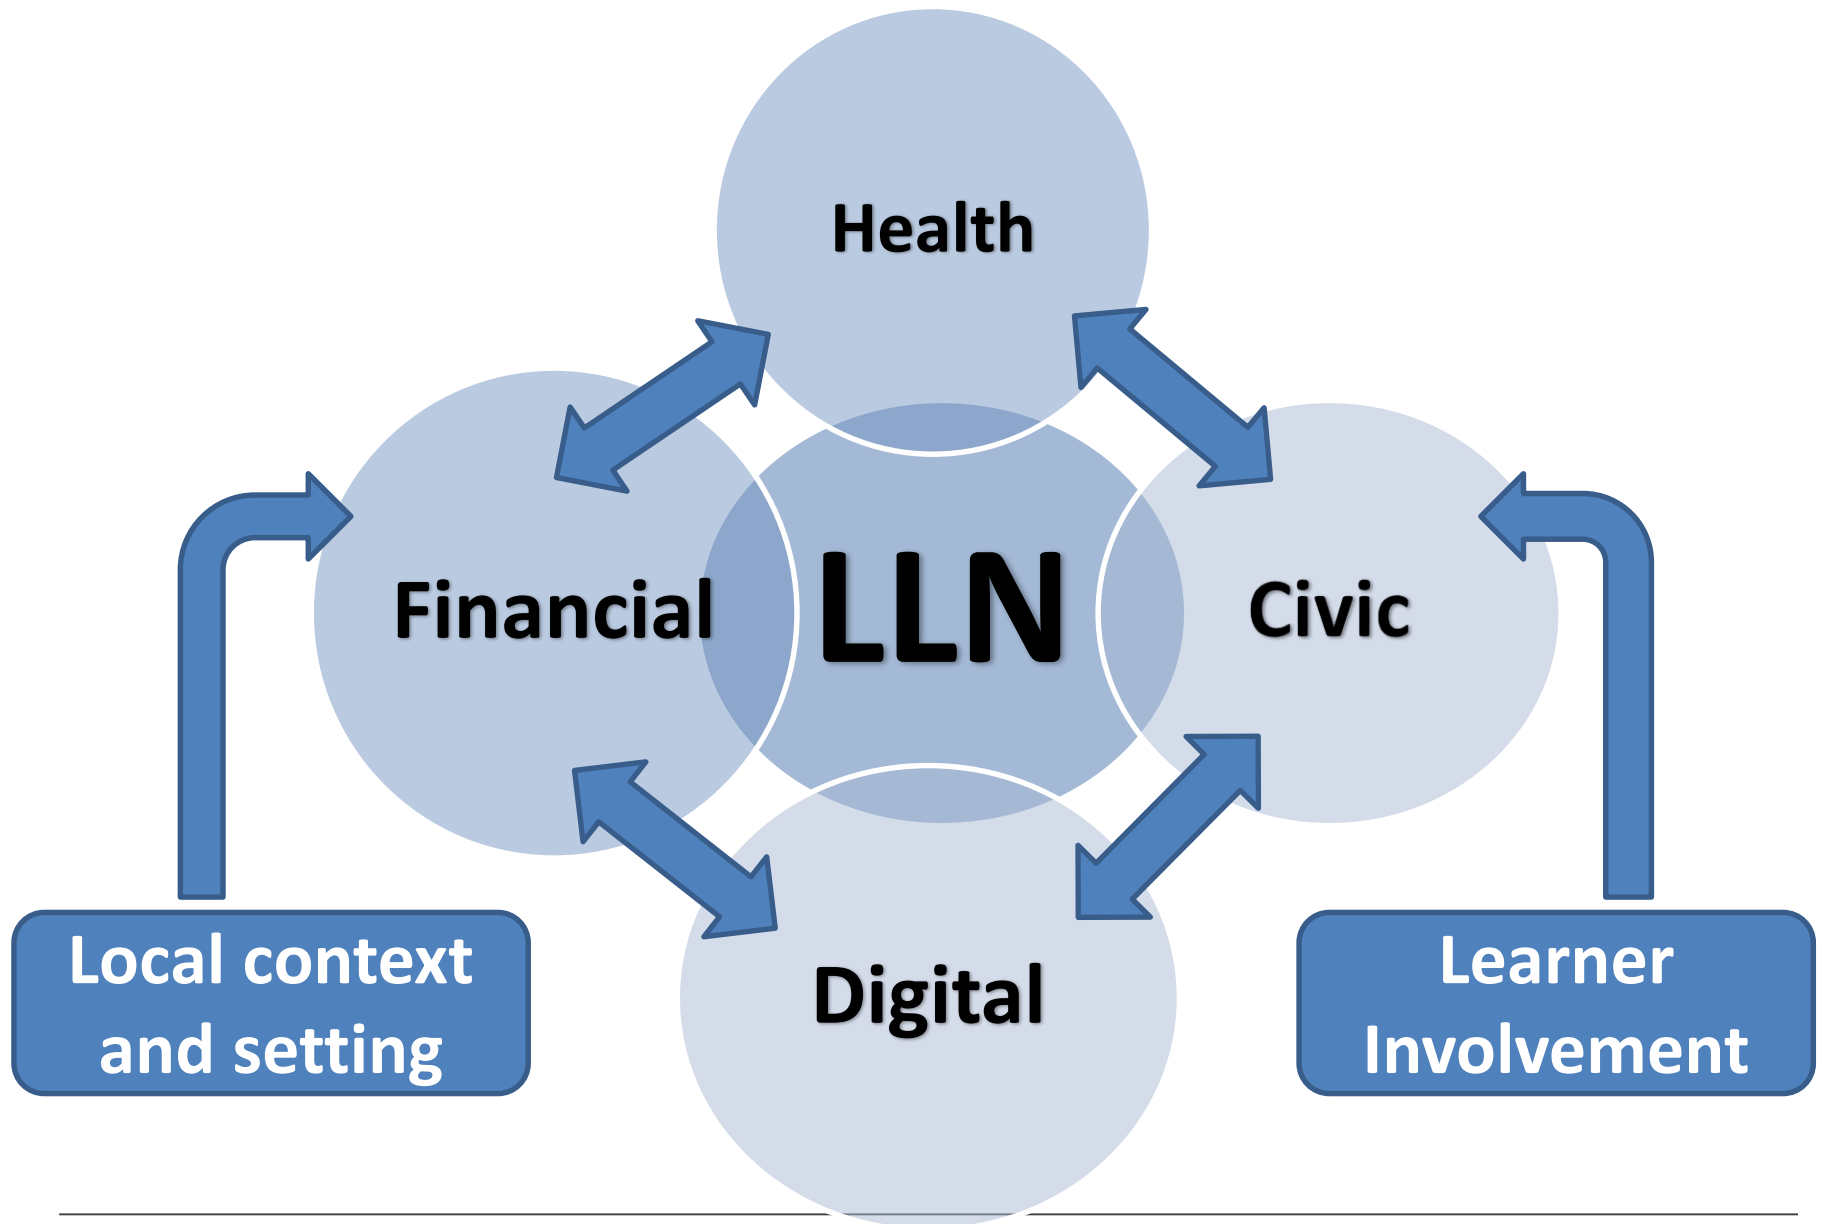 Health
Financial
LLN
Civic
Digital
Local context
and setting
Learner
Involvement